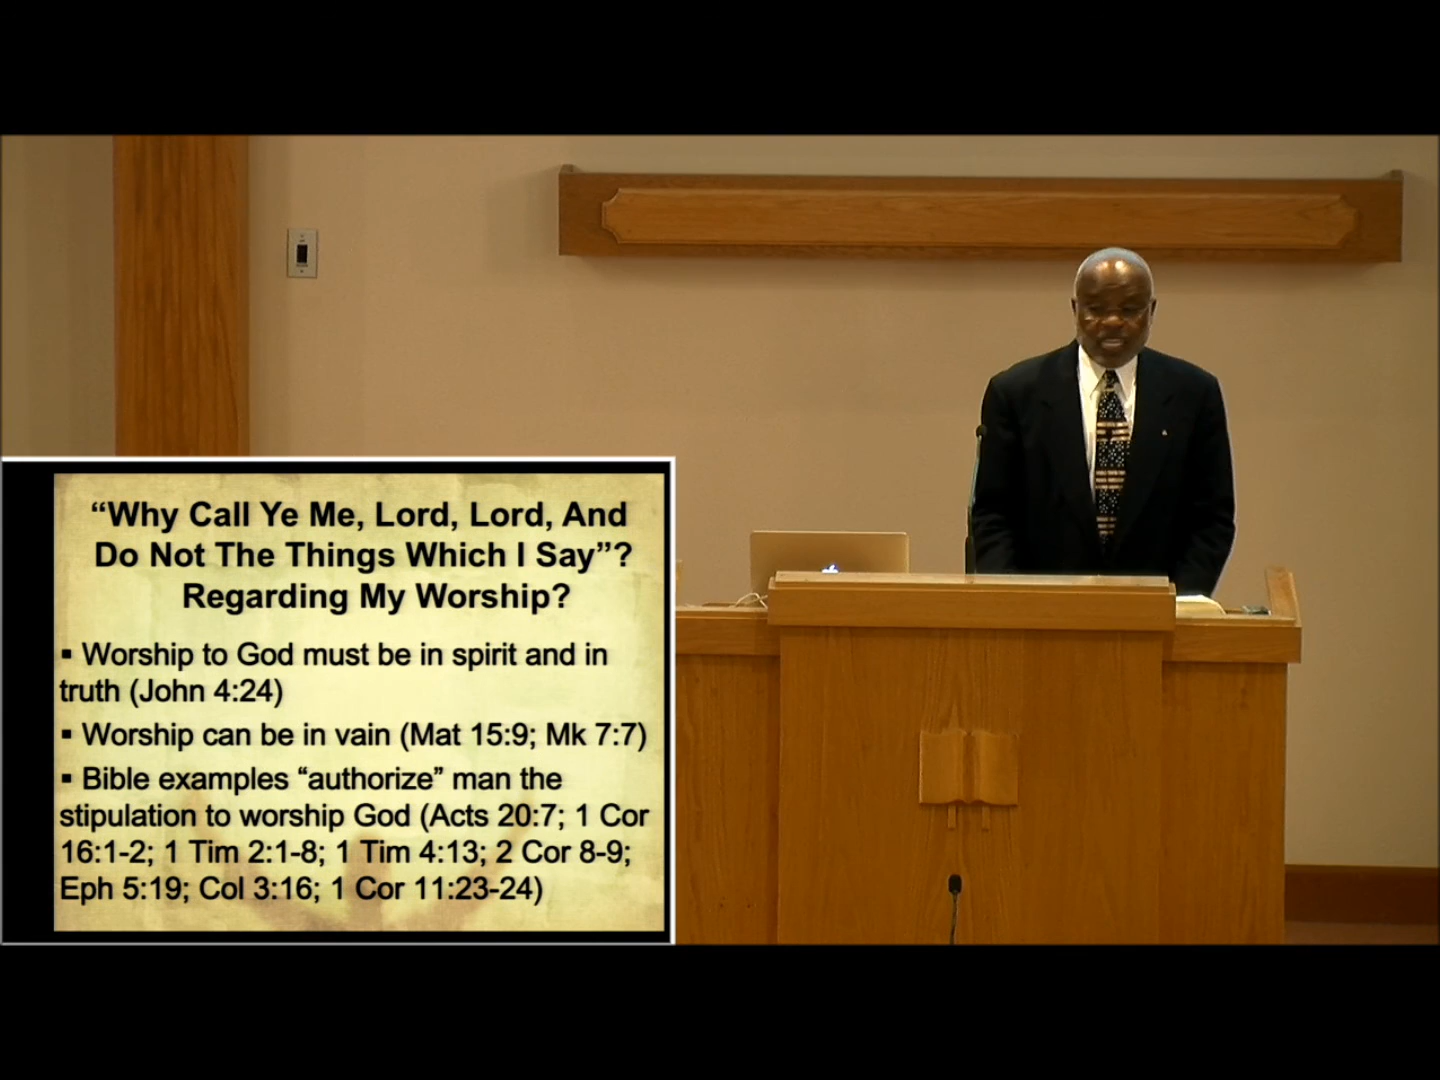 “Why Call Ye Me, Lord, Lord, And
Do Not The Things Which I Say”?
Regarding My Worship?
▪ Worship to God must be in spirit and in
truth (John 4:24)
▪ Worship can be in vain (Mat 15:9; Mk 7:7)
▪ Bible examples “authorize” man the
stipulation to worship God (Acts 20:7; 1 Cor
16:1-2; 1 Tim 2:1-8; 1 Tim 4:13; 2 Cor 8-9;
Eph 5:19; Col 3:16; 1 Cor 11:23-24)